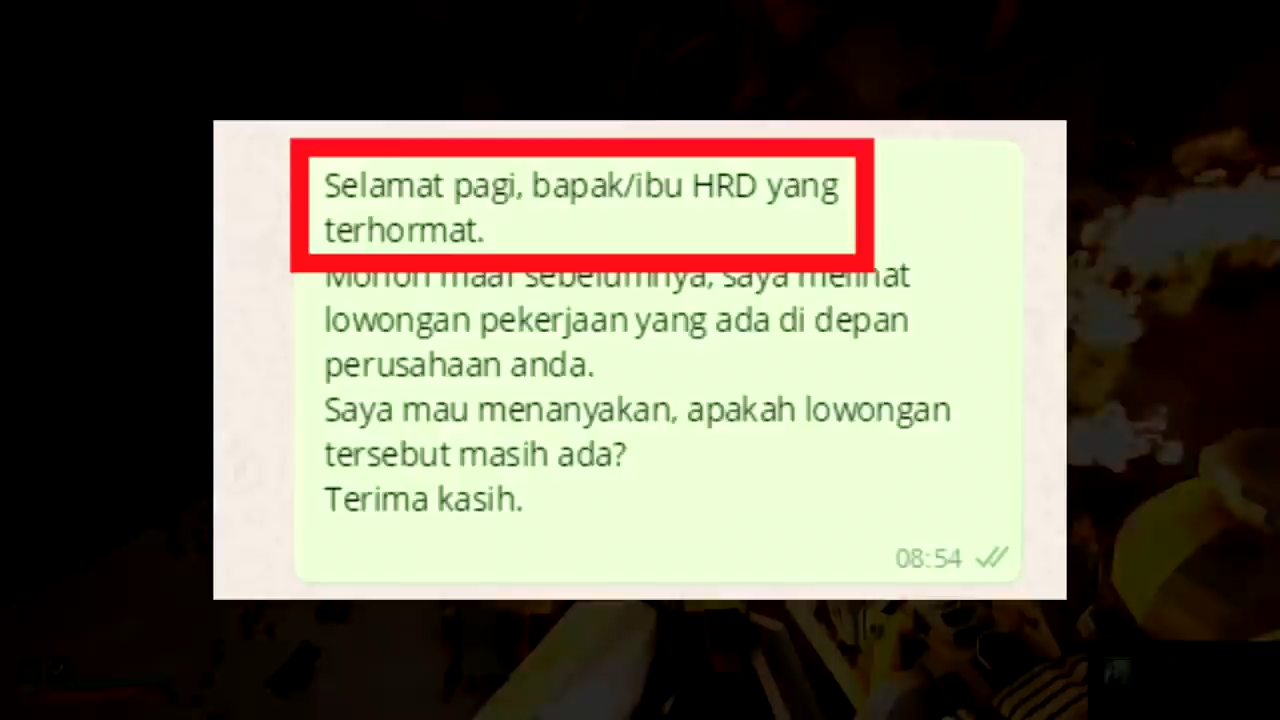 Selamat pagi, bapak/ibu HRD yang
terhormat.
Mohon maaf sebelumnya, saya melihat
lowongan pekerjaan yang ada di depan
perusahaan anda.
Saya mau menanyakan, apakah lowongan
tersebut masih ada?
Terima kasih.
08:54